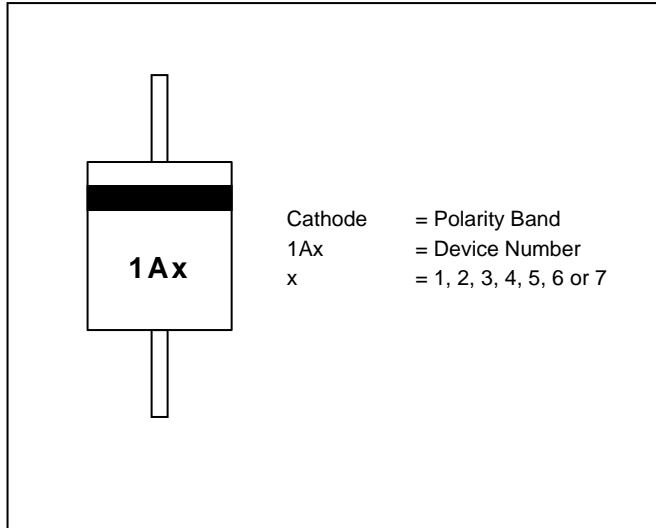 1Ax
Cathode = Polarity Band
1Ax = Device Number
x = 1, 2, 3, 4, 5, 6 or 7